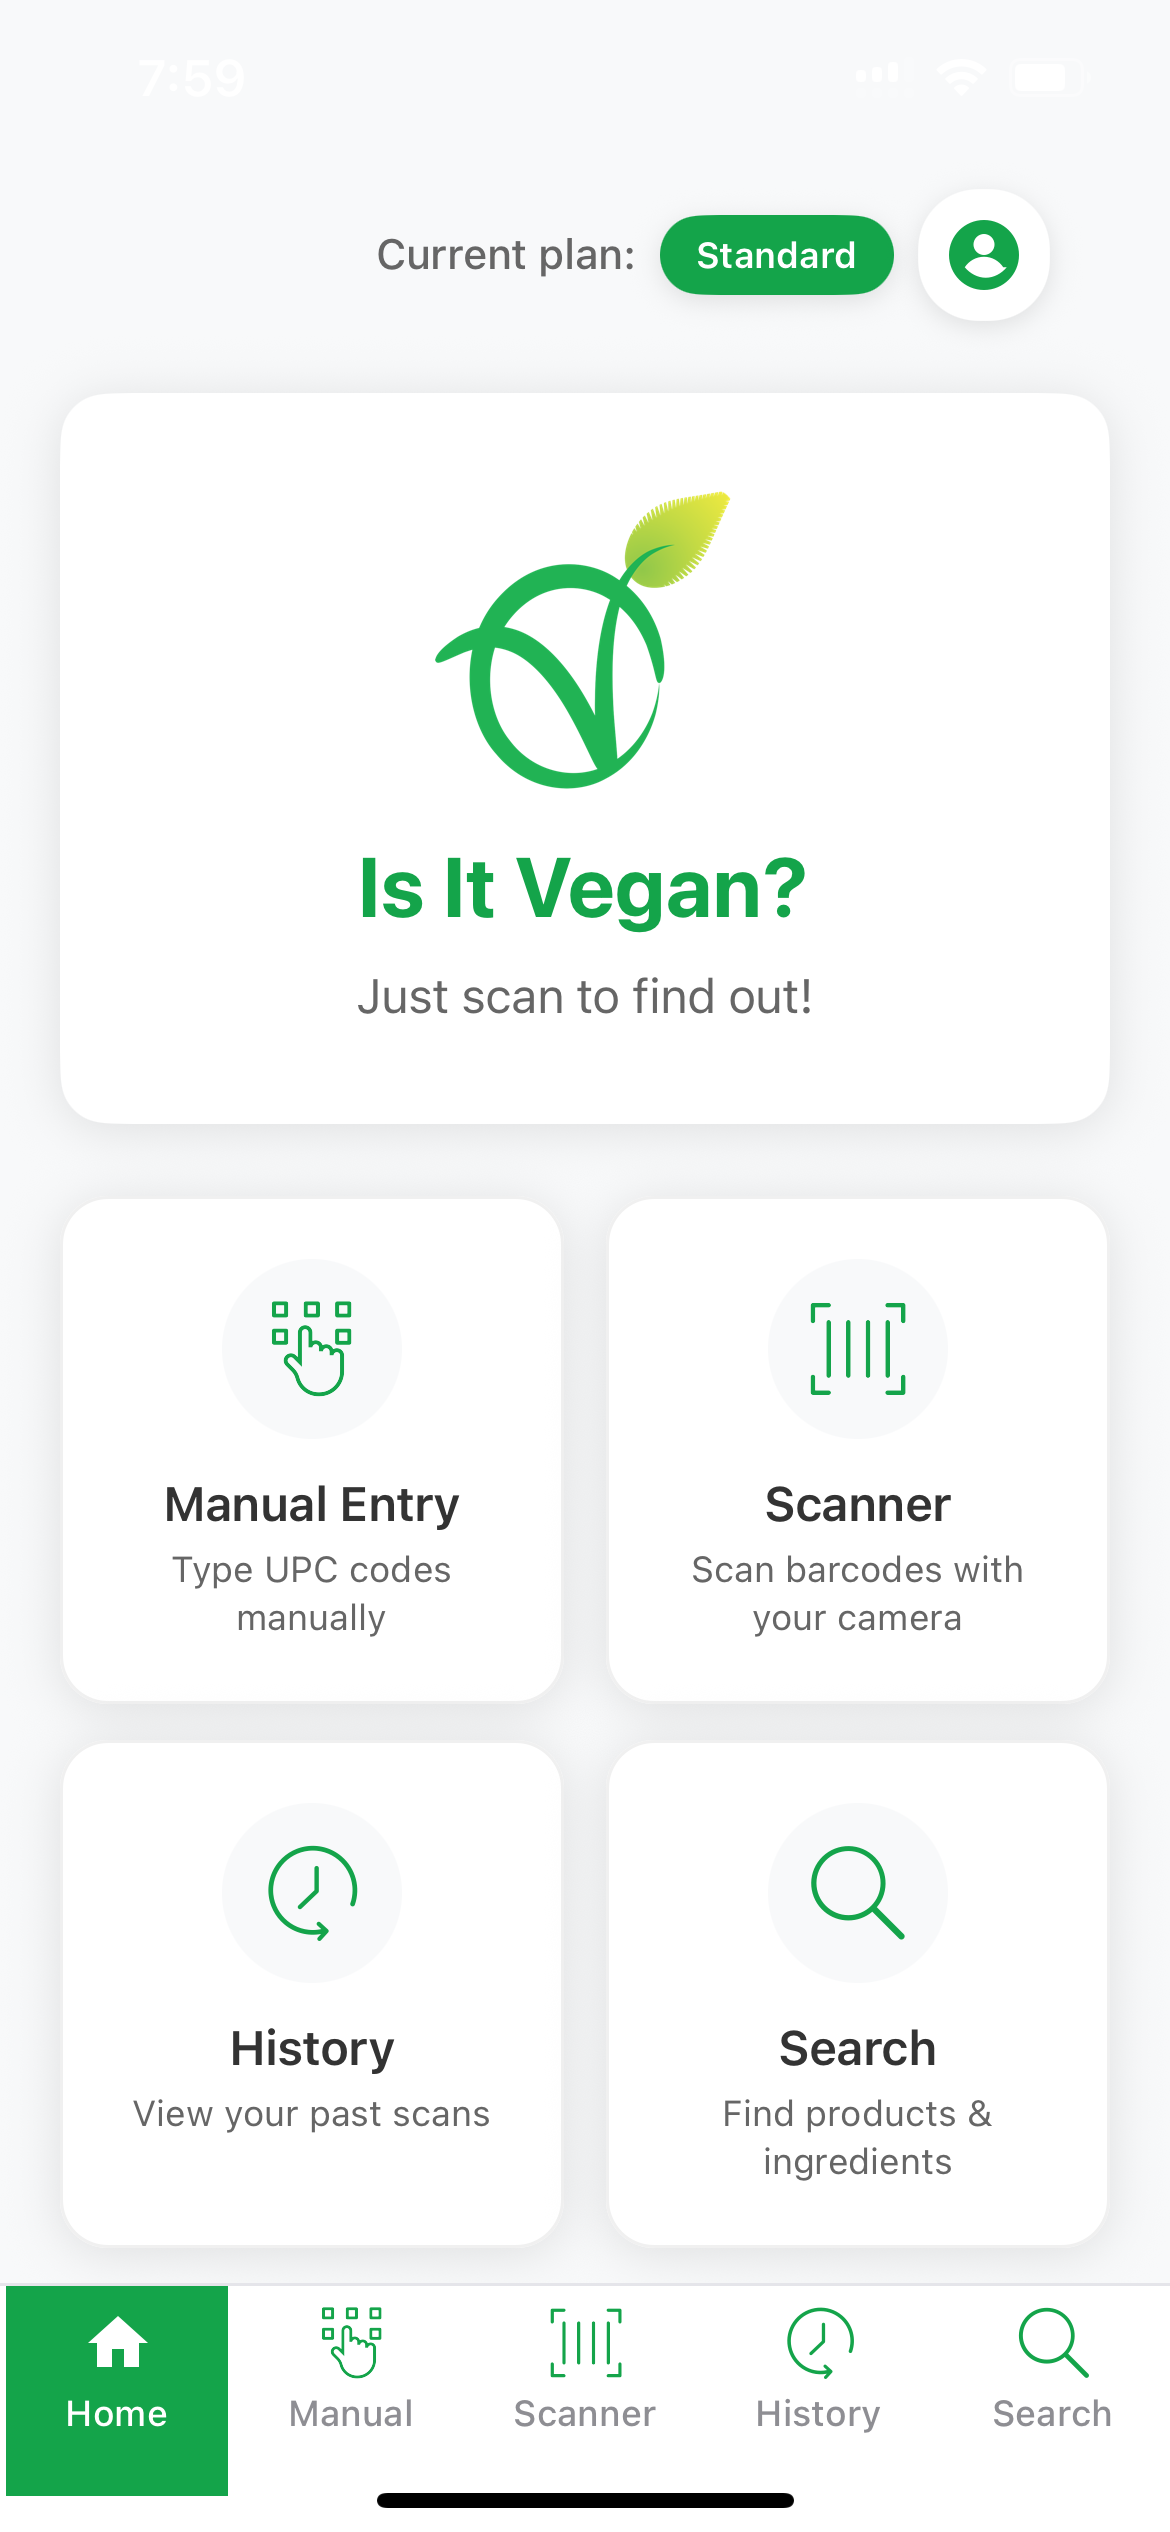 7:59
Current plan:
Standard
Is It Vegan?
Just scan to find out!
Manual Entry
Type UPC codes
manually
Scanner
Scan barcodes with
your camera
History
View your past scans
Search
Find products &
ingredients
Home
Manual
Scanner
History
Search